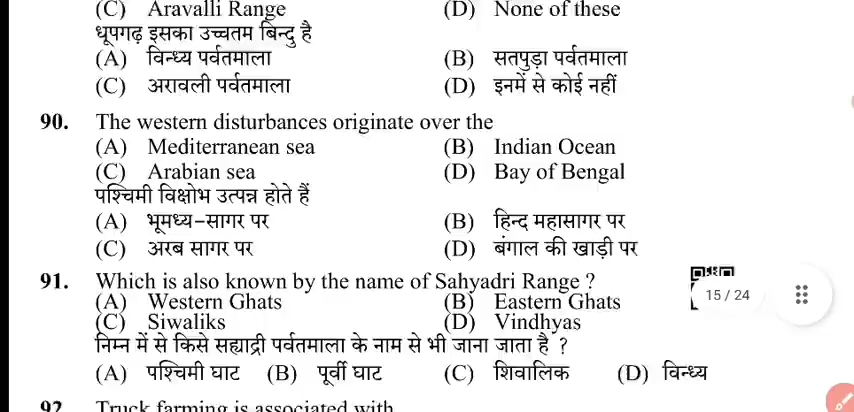 (C) Aravalli Range (D) None of these
धूपगढ़ इसका उच्चतम बिन्दु है
(A) विन्ध्य पर्वतमाला (B) सतपुड़ा पर्वतमाला
(C) अरावली पर्वतमाला (D) इनमें से कोई नहीं
90. The western disturbances originate over the
(A) Mediterranean sea (B) Indian Ocean
(C) Arabian sea (D) Bay of Bengal
पश्चिमी विक्षोभ उत्पन्न होते हैं
(A) भूमध्य-सागर पर (B) हिन्द महासागर पर
(C) अरब सागर पर (D) बंगाल की खाड़ी पर
91. Which is also known by the name of Sahyadri Range ?
(A) Western Ghats (B) Eastern Ghats
15 / 24
(C) Siwaliks (D) Vindhyas
निम्न में से किसे सह्याद्री पर्वतमाला के नाम से भी जाना जाता है ?
(A) पश्चिमी घाट (B) पूर्वी घाट (C) शिवालिक (D) विन्ध्य
92. Truck farming is associated with